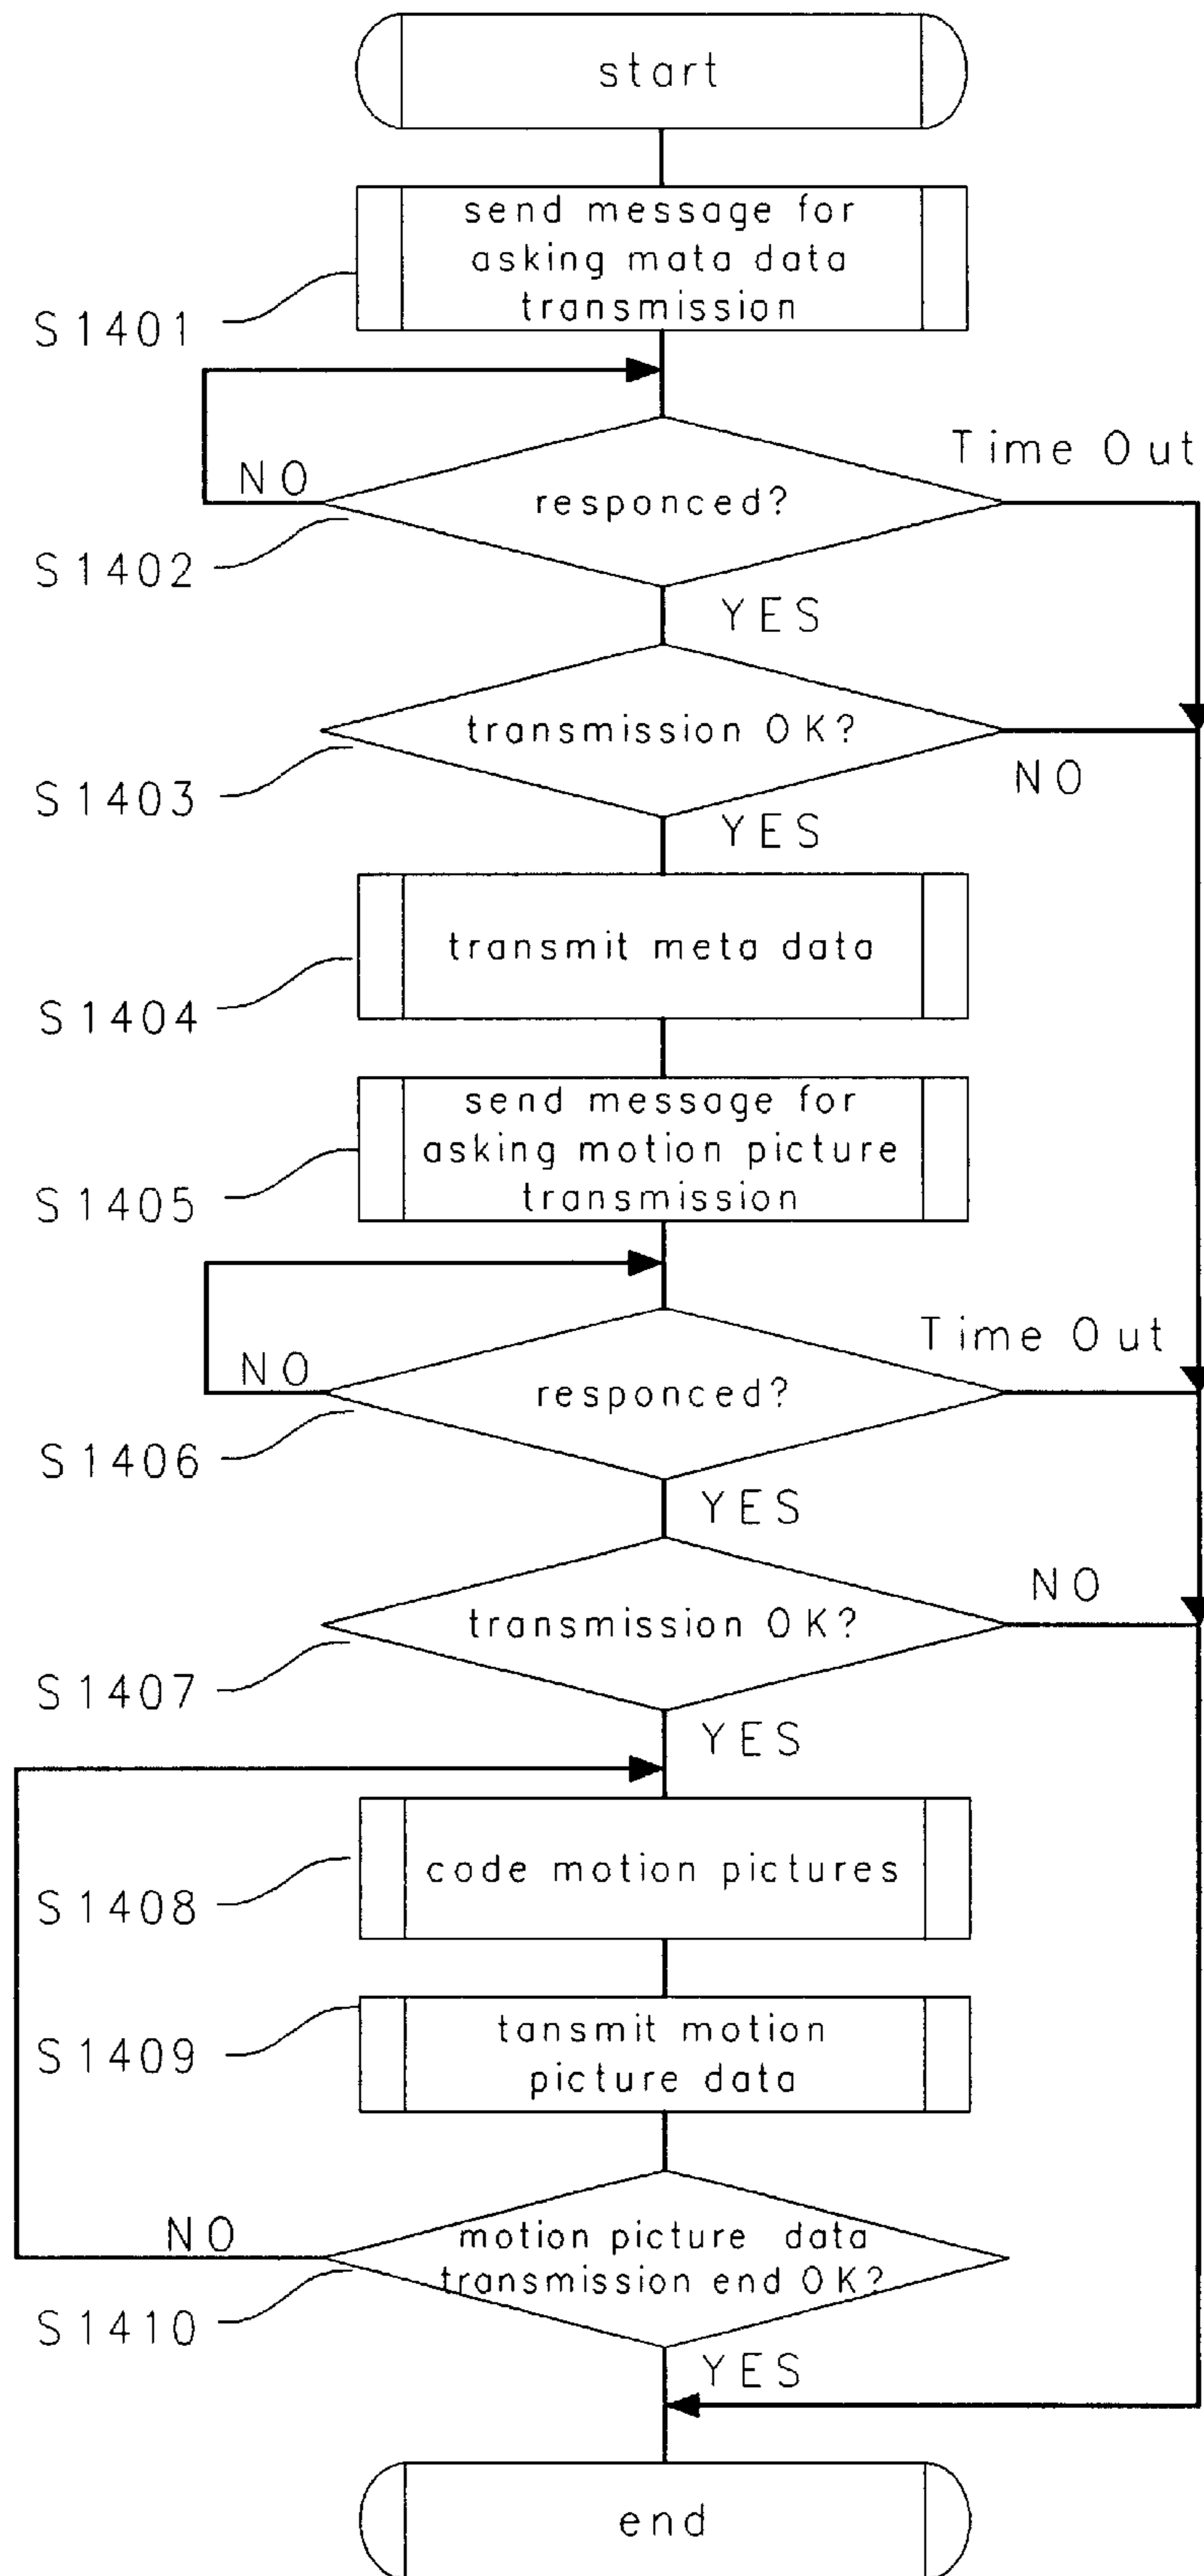 start
send message for
asking mata data
transmission
S1401
Time Out
NO
responced?
S1402
YES
transmission OK?
S1403
NO
YES
transmit meta data
S1404
send message for
asking motion picture
transmission
S1405
Time Out
NO
responced?
S1406
YES
NO
transmission OK?
S1407
YES
code motion pictures
S1408
tansmit motion
picture data
S1409
NO
motion picture data
transmission end OK?
S1410
YES
end